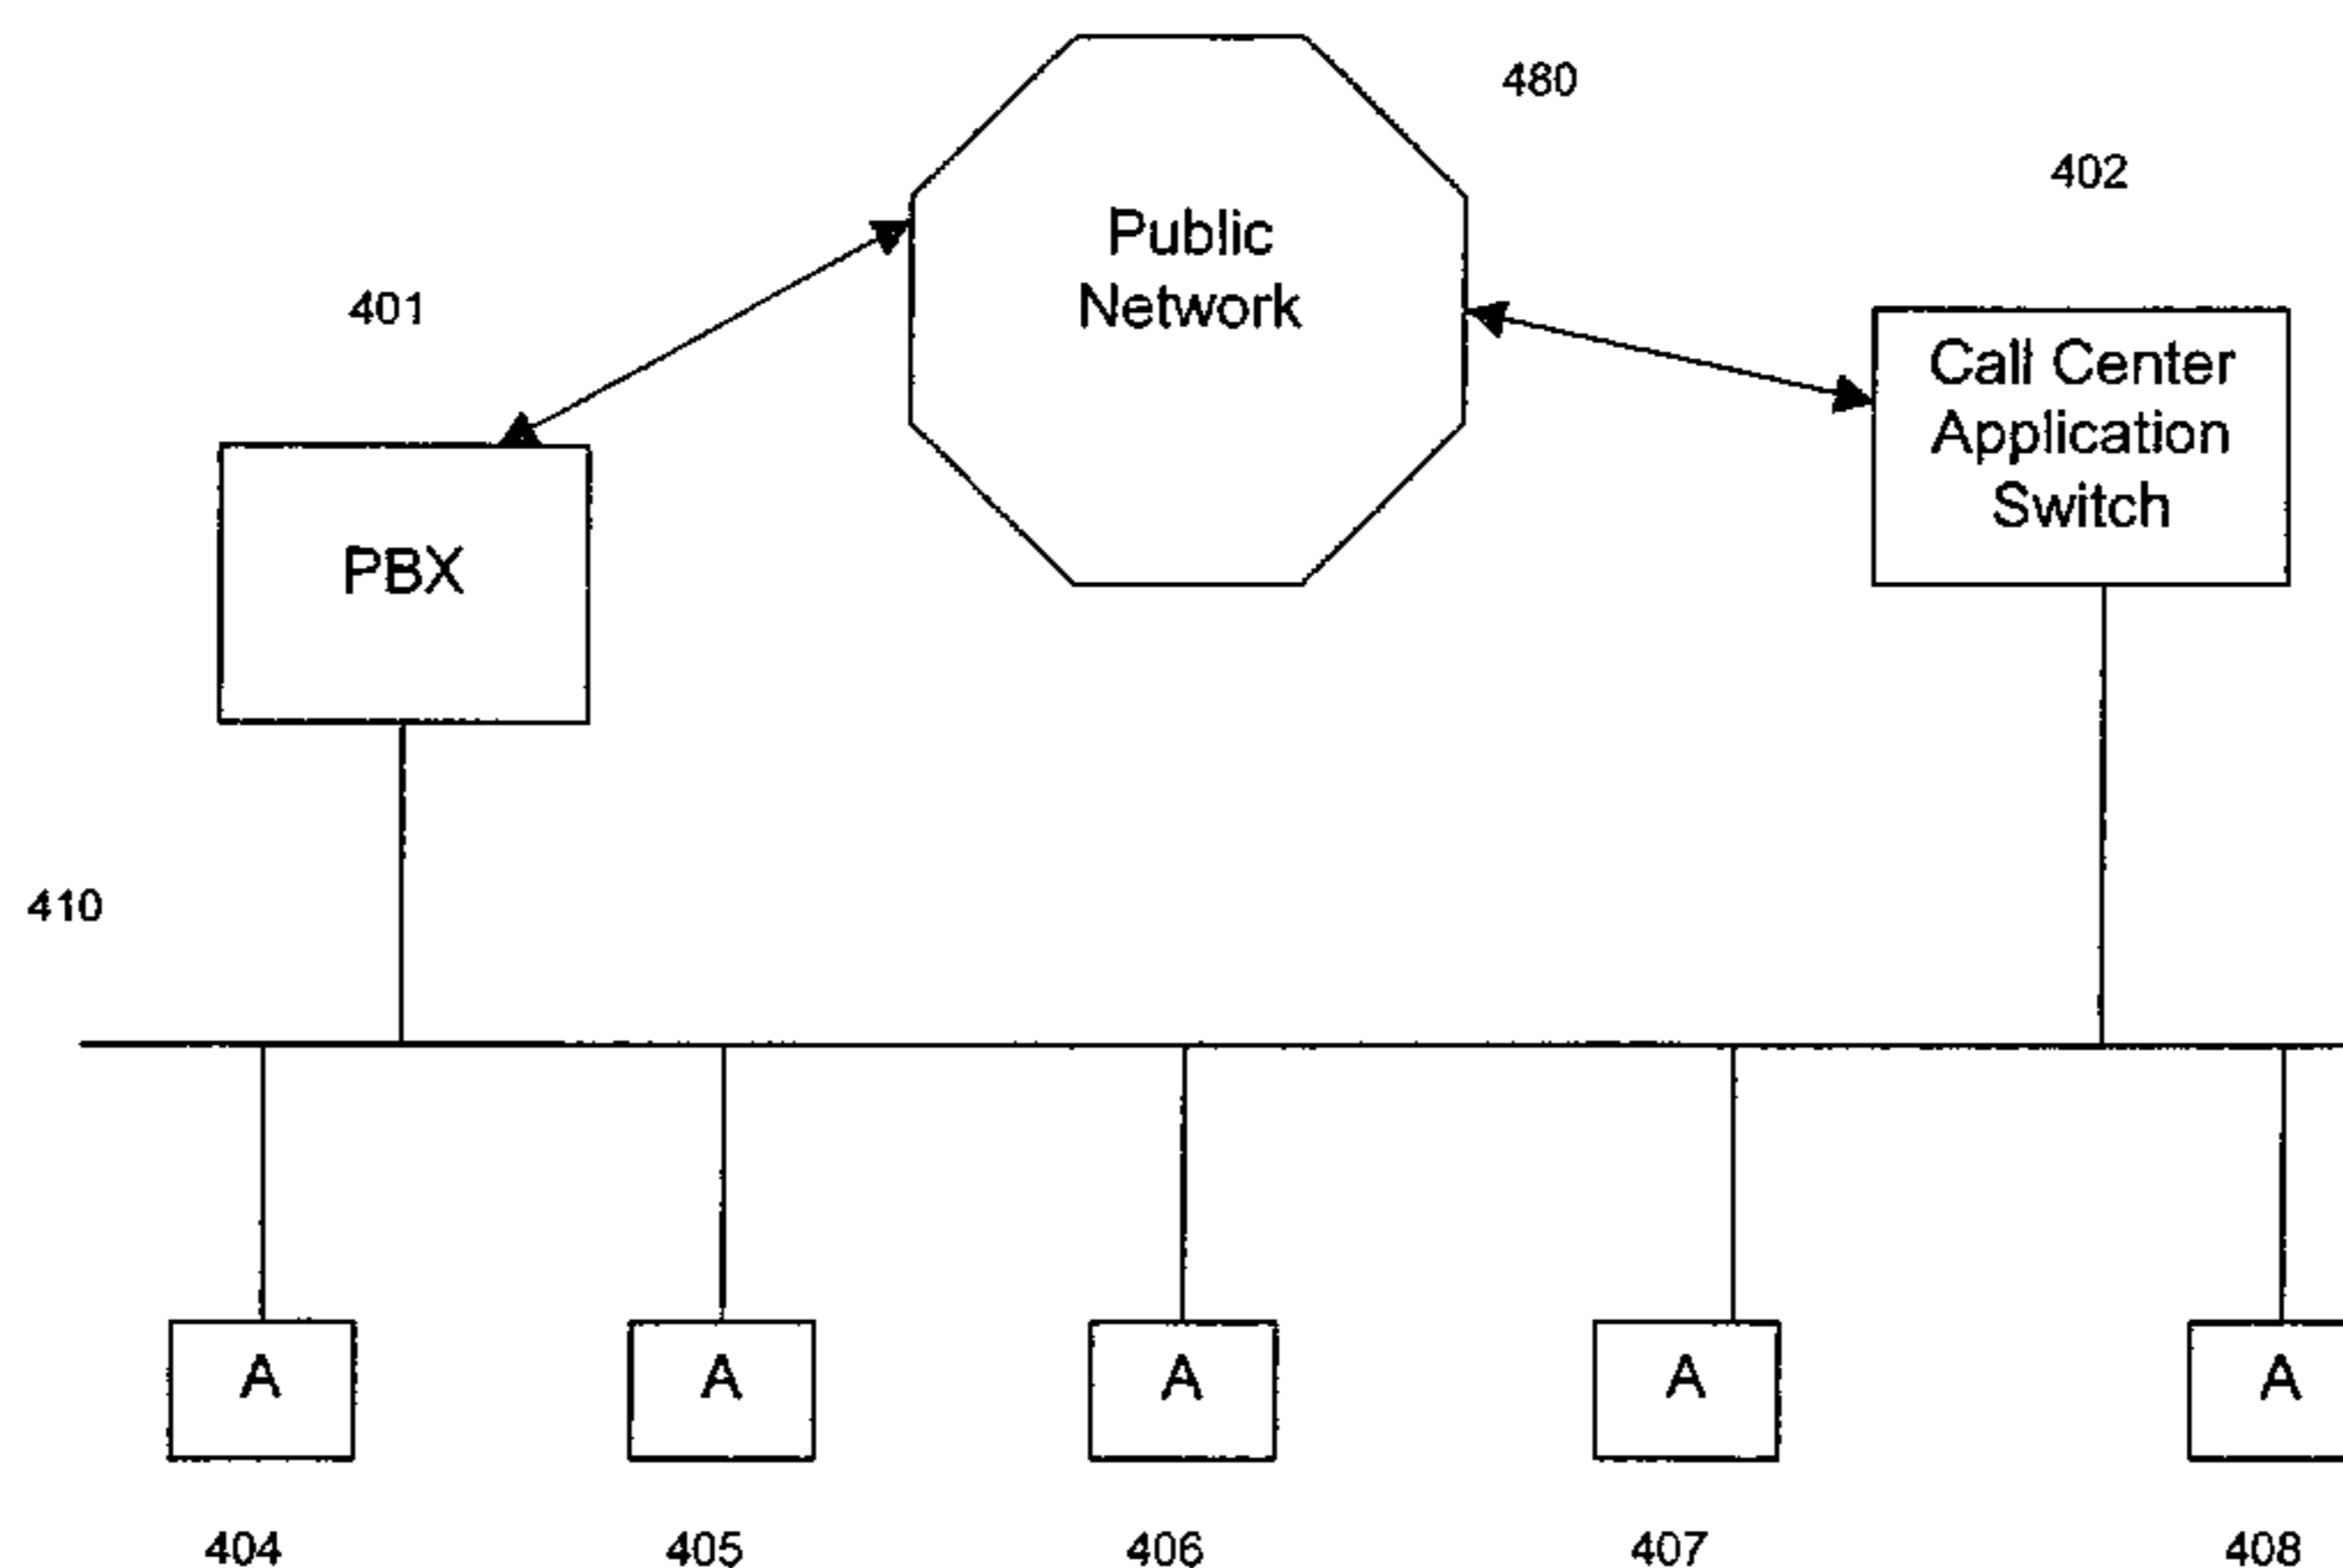 480
Public
Network
402
401
Call Center
Application
Switch
PBX
410
A A A A A
404 405 406 407 408